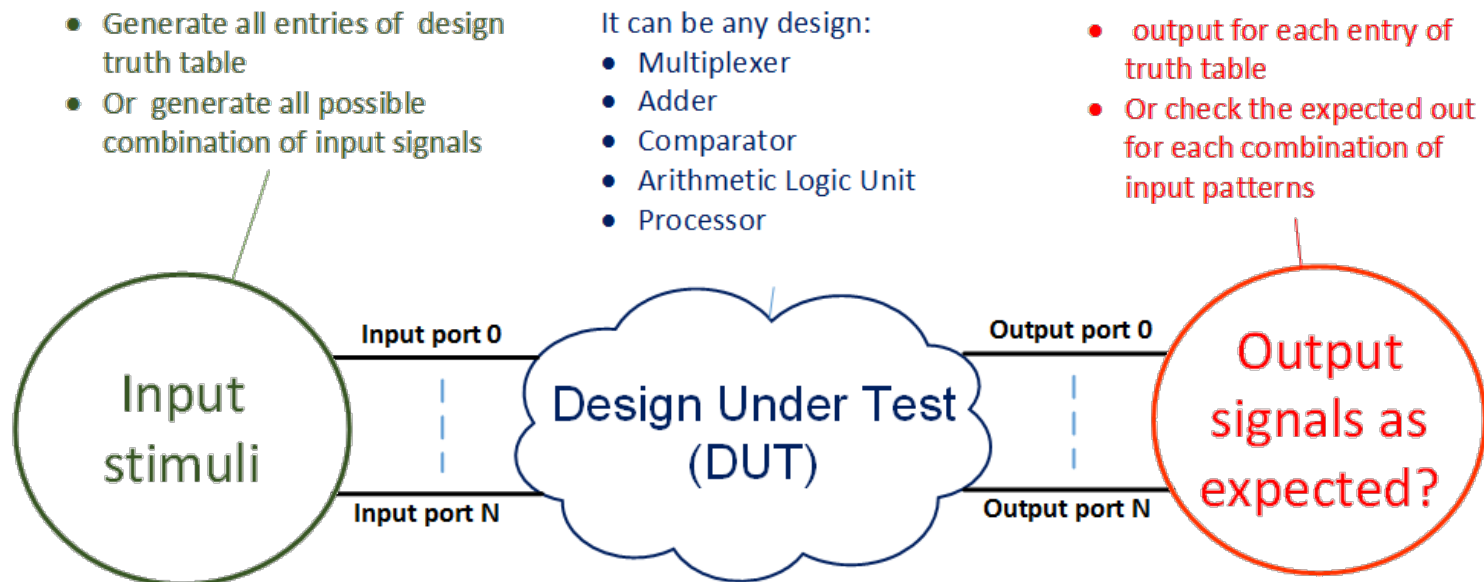 ● Generate all entries of design
truth table
● Or generate all possible
combination of input signals
It can be any design:
● Multiplexer
● Adder
● Comparator
● Arithmetic Logic Unit
● Processor
● output for each entry of
truth table
● Or check the expected out
for each combination of
input patterns
Input
stimuli
Input port 0
Input port N
Design Under Test
(DUT)
Output port 0
Output port N
Output
signals as
expected?